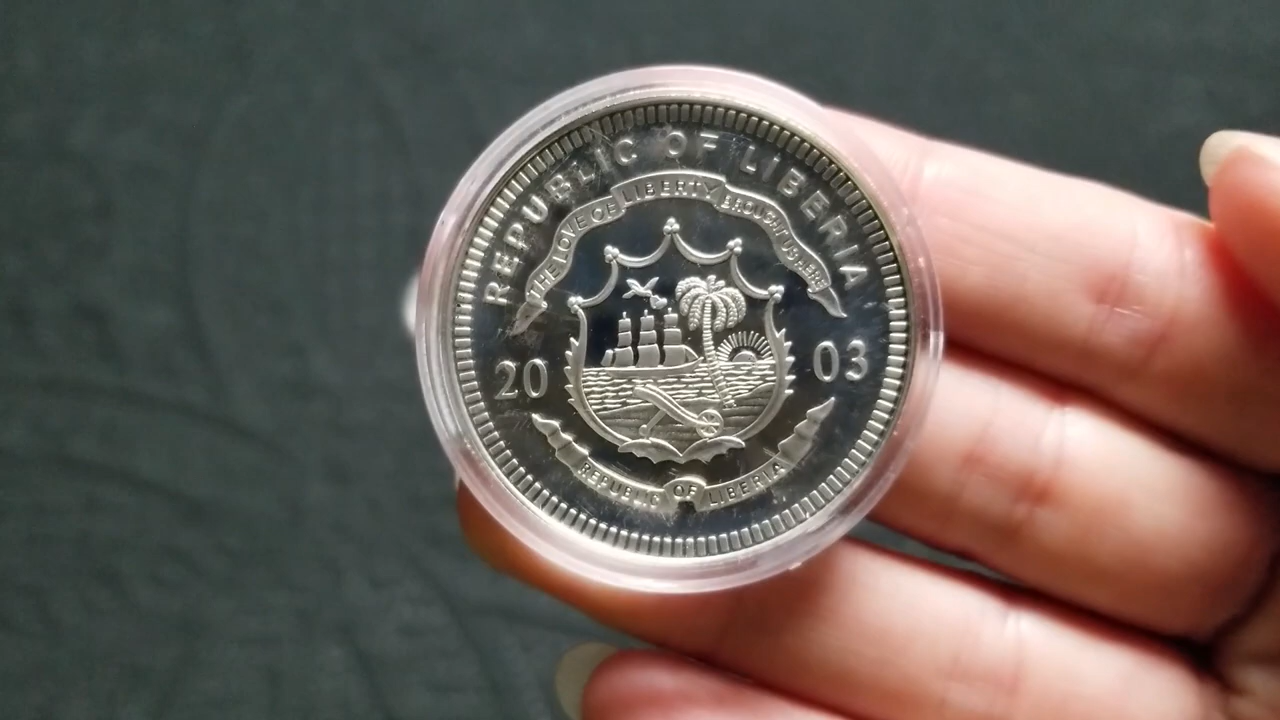 REPUBLIC OF LIBERIA
THE LOVE OF LIBERTY BROUGHT US HERE
20 03
REPUBLIC OF LIBERIA